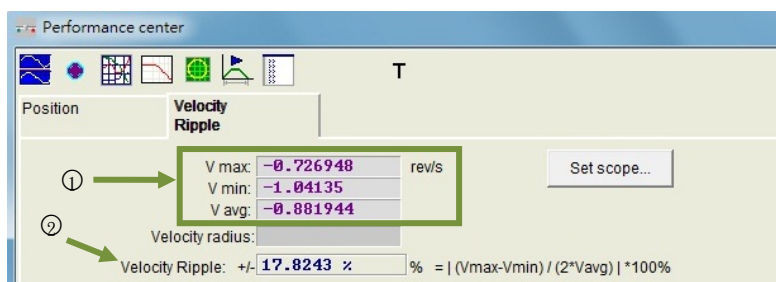 Performance center
T
Position
Velocity
Ripple
V max: -0.726948 rev/s
Set scope...
① V min: -1.04135
V avg: -0.881944
②
Velocity radius:
Velocity Ripple: +/- 17.8243 % % = | (Vmax-Vmin) / (2*Vavg) | *100%